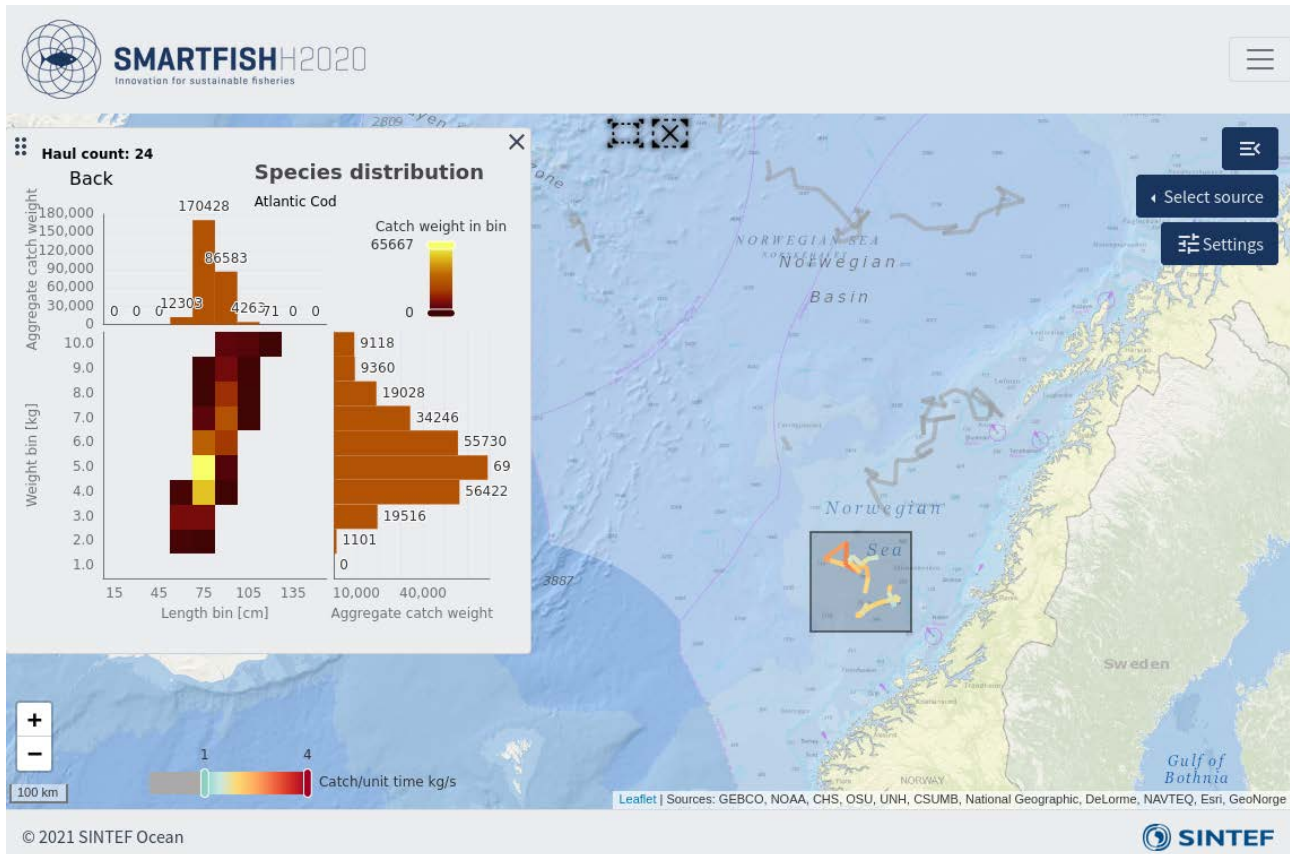 SMARTFISHH2020
Innovation for sustainable fisheries
Haul count: 24
Back
Species distribution
Atlantic Cod
Aggregate catch weight
180,000
150,000
120,000
90,000
60,000
30,000
0
170428
86583
0 0 0 12303 4263 71 0 0
Catch weight in bin
65667
0
Weight bin [kg]
10.0
9.0
8.0
7.0
6.0
5.0
4.0
3.0
2.0
1.0
9118
9360
19028
34246
55730
69
56422
19516
1101
0
15 45 75 105 135
Length bin [cm]
10,000 40,000
Aggregate catch weight
Select source
Settings
2809
NORWEGIAN SEA
Norwegian
Basin
Norwegian
Sea
3887
Sweden
NORWAY
Gulf of
Bothnia
+
−
100 km
1 4
Catch/unit time kg/s
Leaflet | Sources: GEBCO, NOAA, CHS, OSU, UNH, CSUMB, National Geographic, DeLorme, NAVTEQ, Esri, GeoNorge
© 2021 SINTEF Ocean
SINTEF